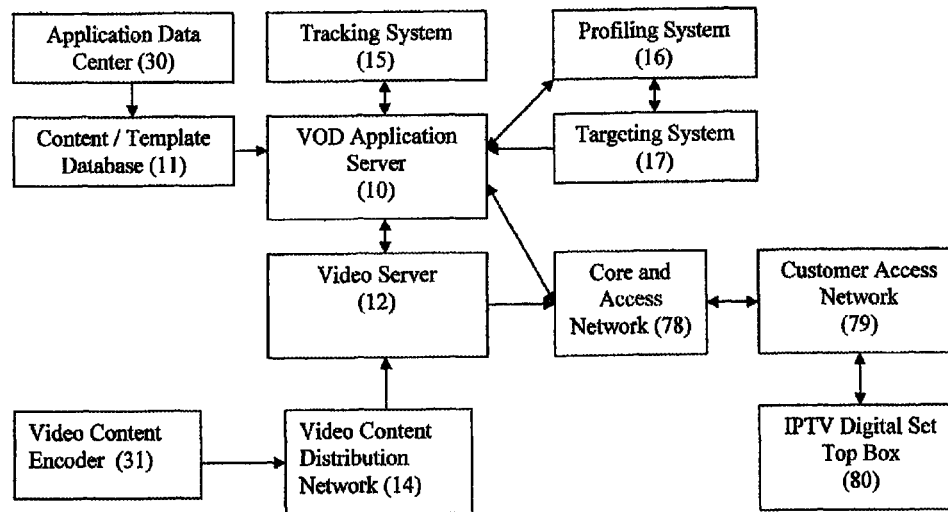 Application Data
Center (30)
Tracking System
(15)
Profiling System
(16)
Content / Template
Database (11)
VOD Application
Server
(10)
Targeting System
(17)
Video Server
(12)
Core and
Access
Network (78)
Customer Access
Network
(79)
Video Content
Encoder (31)
Video Content
Distribution
Network (14)
IPTV Digital Set
Top Box
(80)